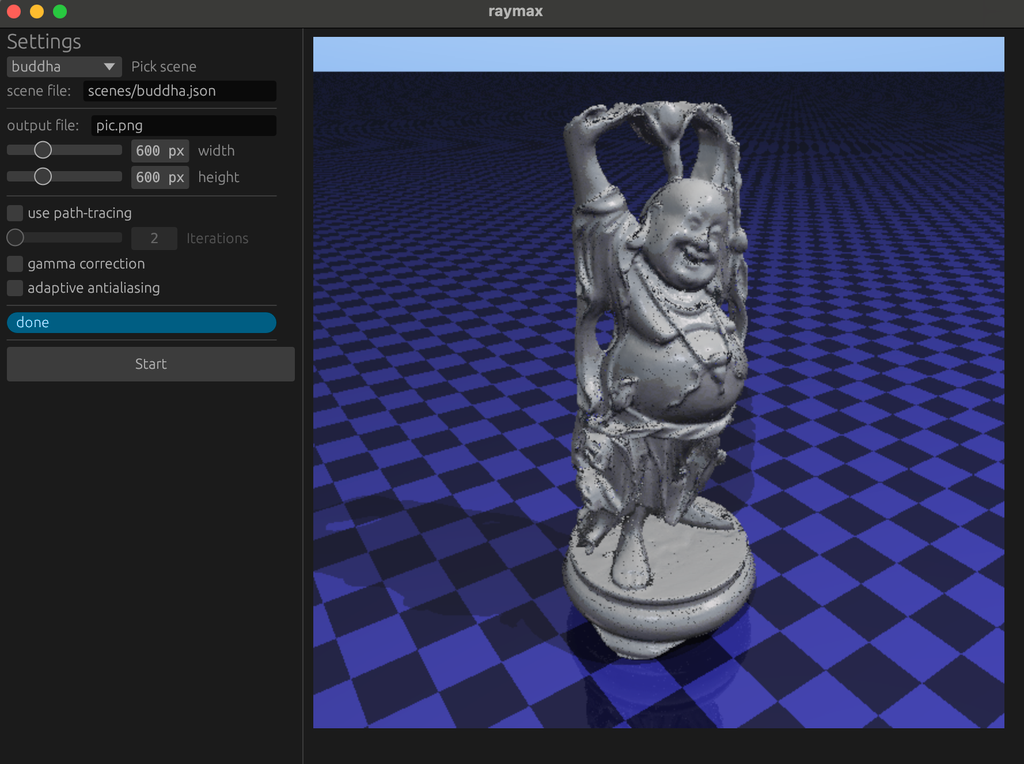 raymax
Settings
buddha Pick scene
scene file: scenes/buddha.json
output file: pic.png
600 px width
600 px height
use path-tracing
2 Iterations
gamma correction
adaptive antialiasing
done
Start